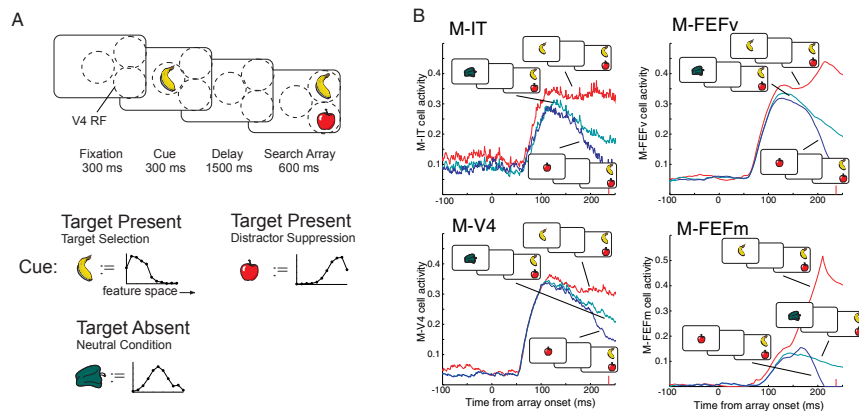 A
V4 RF
Fixation
300 ms
Cue
300 ms
Delay
1500 ms
Search Array
600 ms
Target Present
Target Selection
Target Present
Distractor Suppression
Cue:
:=
:=
feature space
Target Absent
Neutral Condition
:=
B
M-IT
M-IT cell activity
0.4
0.3
0.2
0.1
-100
0
100
200
M-FEFv
M-FEFv cell activity
0.4
0.3
0.2
0.1
-100
0
100
200
M-V4
M-V4 cell activity
0.4
0.3
0.2
0.1
-100
0
100
200
Time from array onset (ms)
M-FEFm
M-FEFm cell activity
0.5
0.4
0.3
0.2
0.1
-100
0
100
200
Time from array onset (ms)